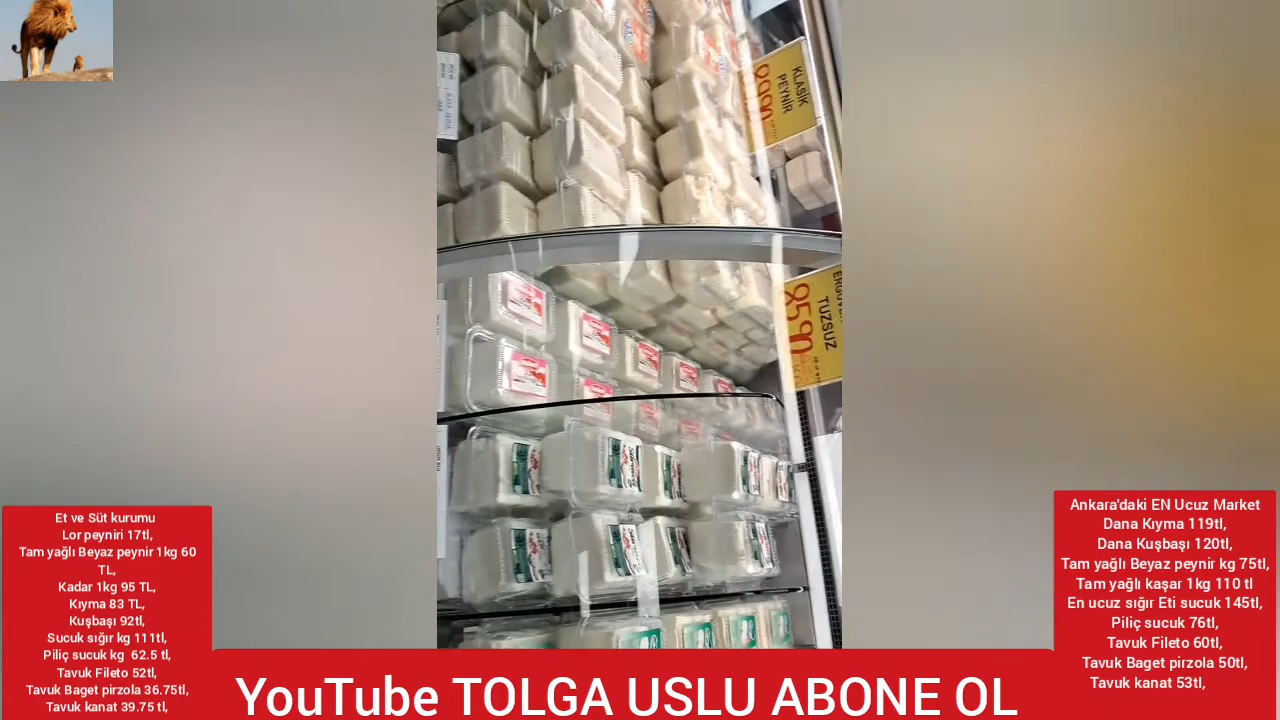 KLASİK
PEYNİR
TUZSUZ
Et ve Süt kurumu
Lor peyniri 17tl,
Tam yağlı Beyaz peynir 1kg 60
TL,
Kadar 1kg 95 TL,
Kıyma 83 TL,
Kuşbaşı 92tl,
Sucuk sığır kg 111tl,
Piliç sucuk kg  62.5 tl,
Tavuk Fileto 52tl,
Tavuk Baget pirzola 36.75tl,
Tavuk kanat 39.75 tl,
Ankara'daki EN Ucuz Market
Dana Kıyma 119tl,
Dana Kuşbaşı 120tl,
Tam yağlı Beyaz peynir kg 75tl,
Tam yağlı kaşar 1kg 110 tl
En ucuz sığır Eti sucuk 145tl,
Piliç sucuk 76tl,
Tavuk Fileto 60tl,
Tavuk Baget pirzola 50tl,
Tavuk kanat 53tl,
YouTube TOLGA USLU ABONE OL